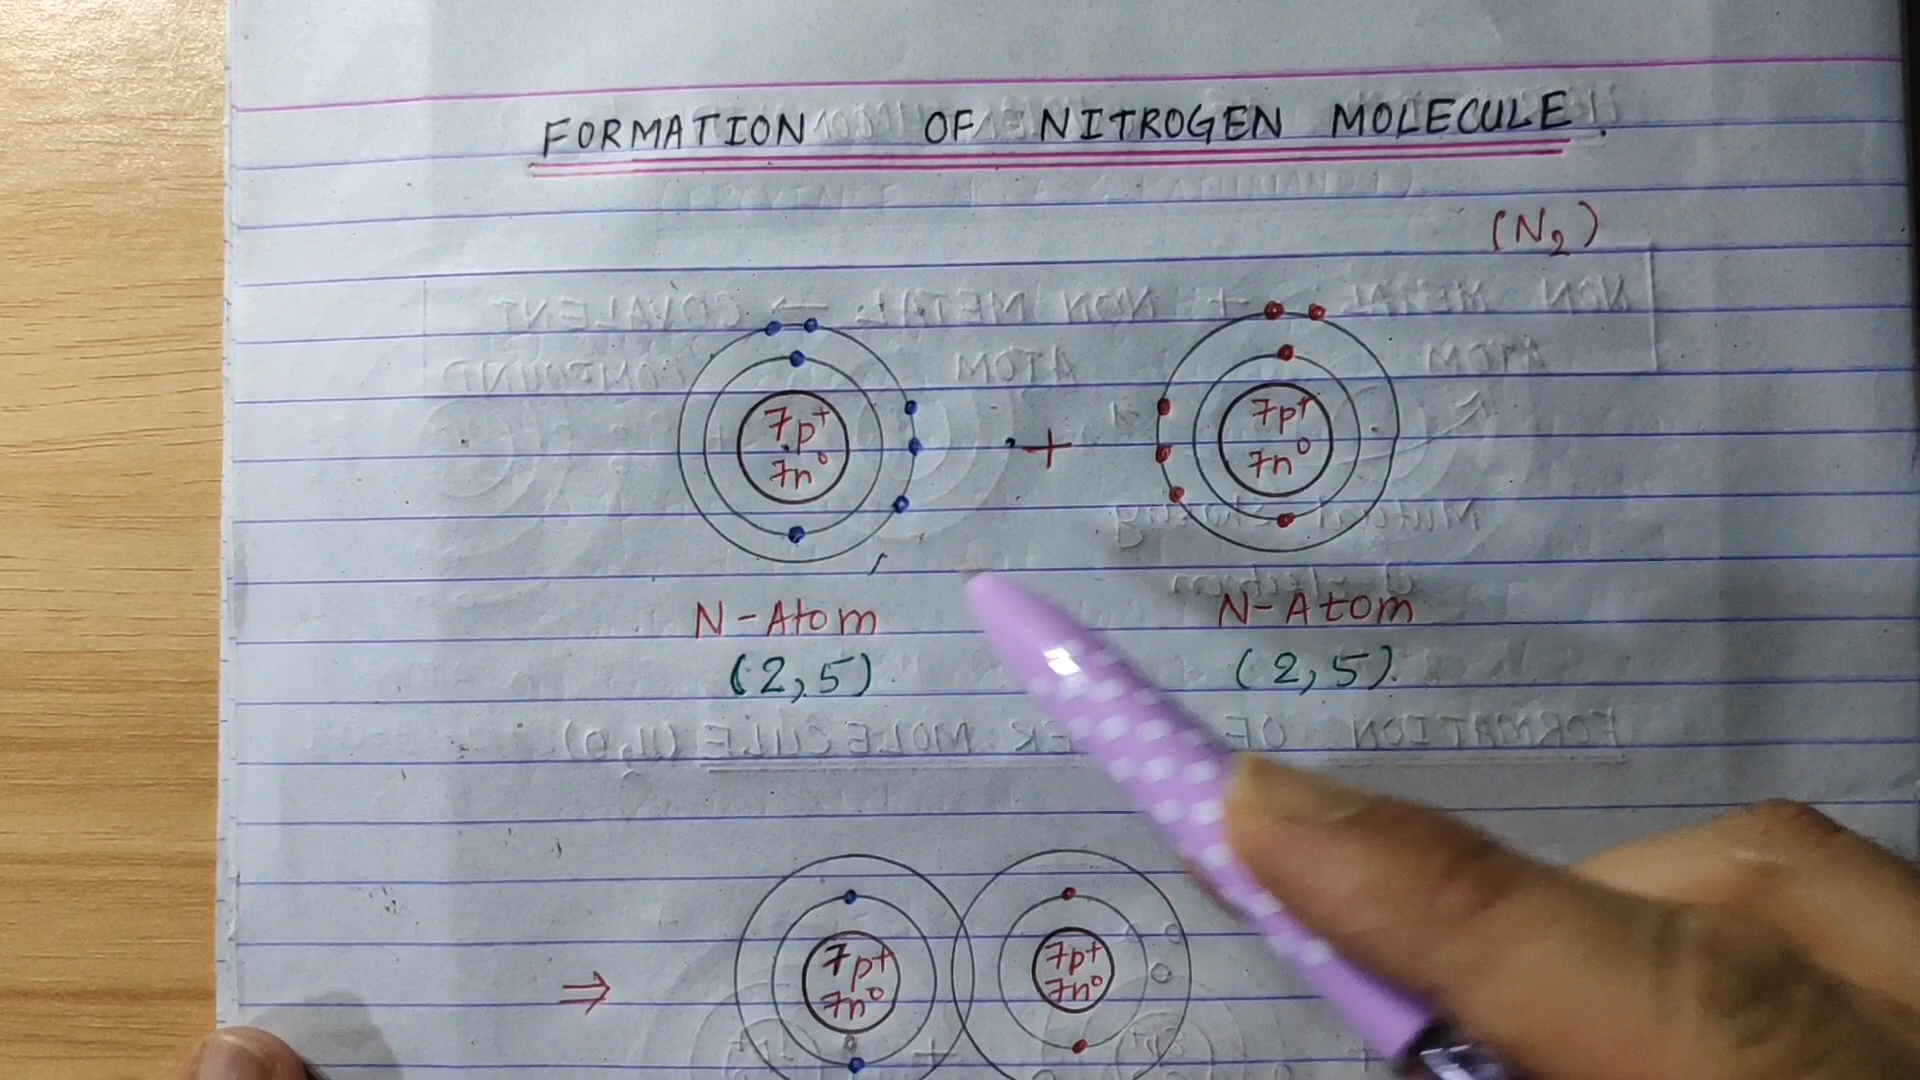 FORMATION OF NITROGEN MOLECULE.
(N₂)
7p⁺
7n⁰
+
7p⁺
7n⁰
N-Atom
N-Atom
(2,5)
(2,5).
⇒
7p⁺
7n⁰
7p⁺
7n⁰